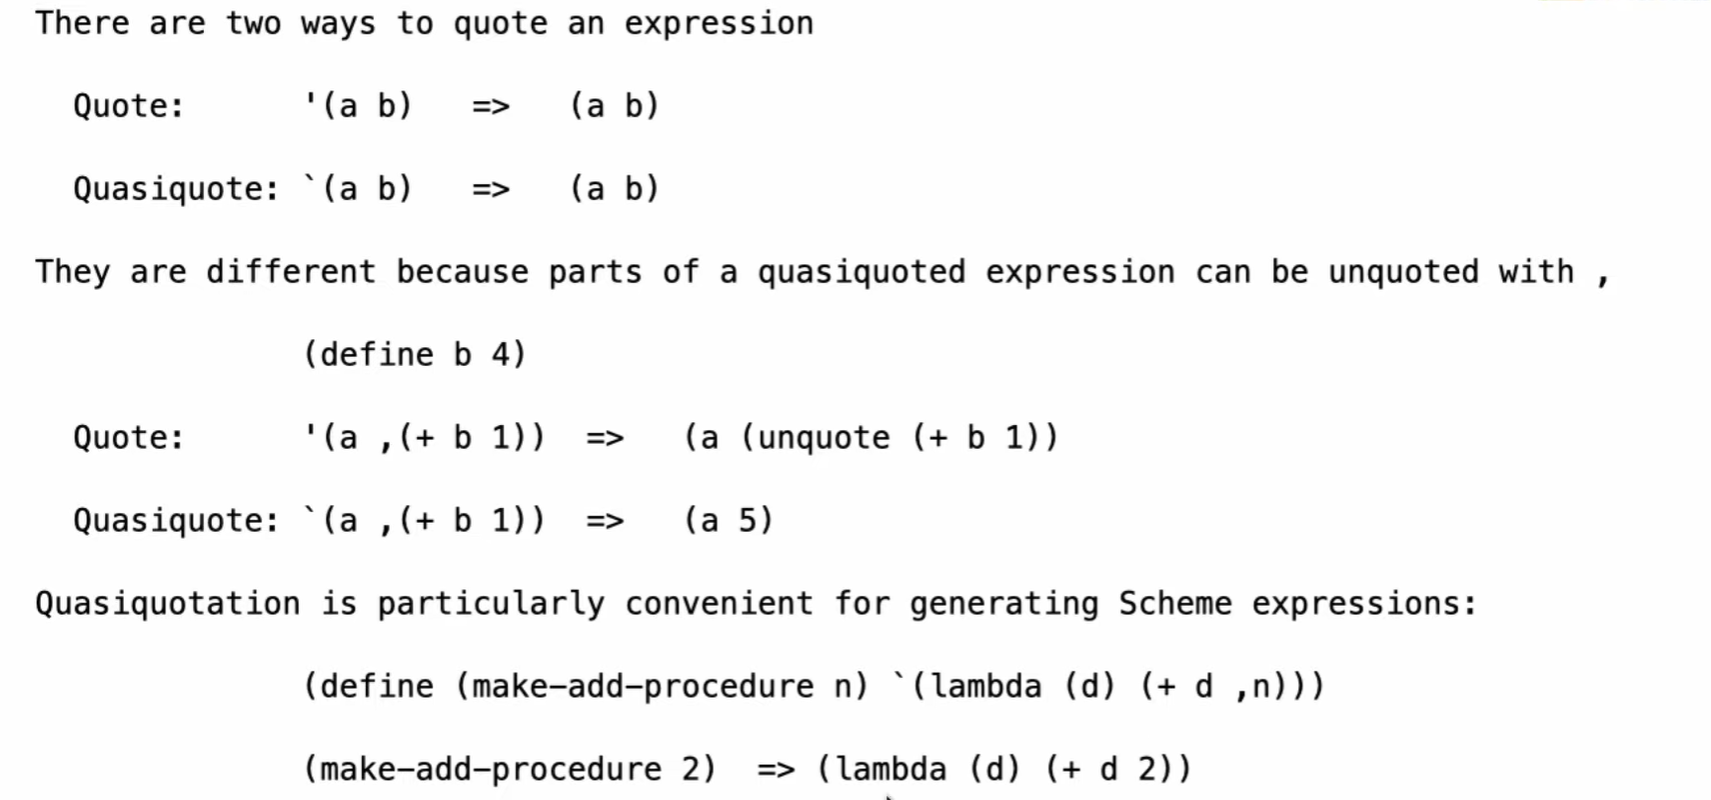 There are two ways to quote an expression
Quote: '(a b) => (a b)
Quasiquote: `(a b) => (a b)
They are different because parts of a quasiquoted expression can be unquoted with ,
(define b 4)
Quote: '(a ,(+ b 1)) => (a (unquote (+ b 1))
Quasiquote: `(a ,(+ b 1)) => (a 5)
Quasiquotation is particularly convenient for generating Scheme expressions:
(define (make-add-procedure n) `(lambda (d) (+ d ,n)))
(make-add-procedure 2) => (lambda (d) (+ d 2))